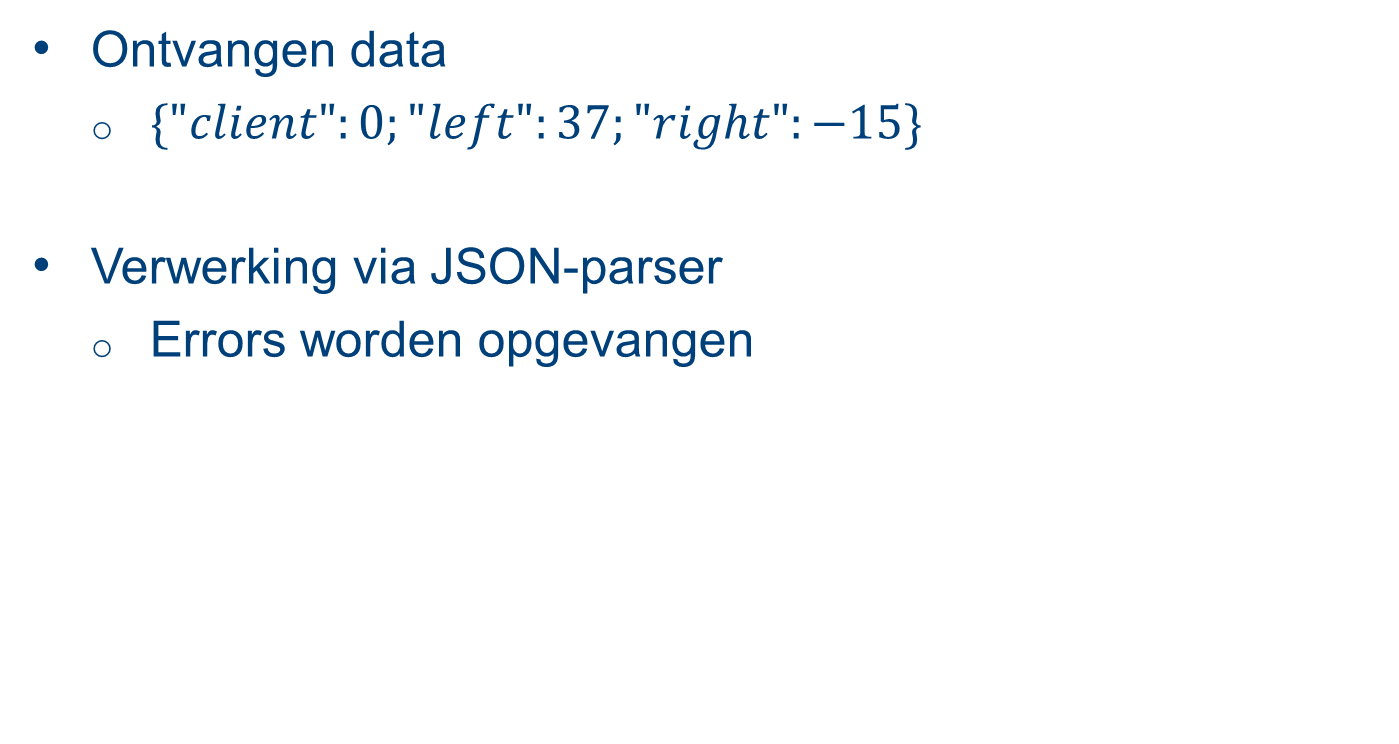 • Ontvangen data
○ {"client": 0; "left": 37; "right": −15}
• Verwerking via JSON-parser
○ Errors worden opgevangen